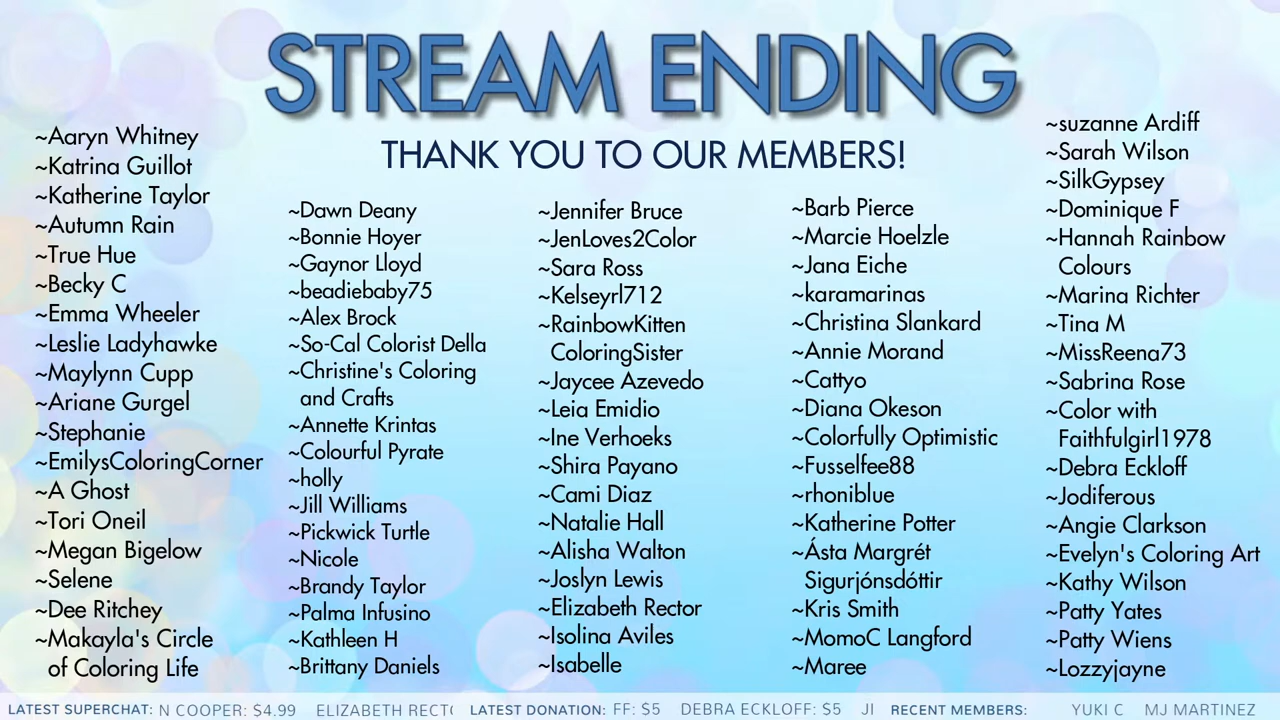 STREAM ENDING
THANK YOU TO OUR MEMBERS!
~Aaryn Whitney
~Katrina Guillot
~Katherine Taylor
~Autumn Rain
~True Hue
~Becky C
~Emma Wheeler
~Leslie Ladyhawke
~Maylynn Cupp
~Ariane Gurgel
~Stephanie
~EmilysColoringCorner
~A Ghost
~Tori Oneil
~Megan Bigelow
~Selene
~Dee Ritchey
~Makayla's Circle
of Coloring Life
~Dawn Deany
~Bonnie Hoyer
~Gaynor Lloyd
~beadiebaby75
~Alex Brock
~So-Cal Colorist Della
~Christine's Coloring
and Crafts
~Annette Krintas
~Colourful Pyrate
~holly
~Jill Williams
~Pickwick Turtle
~Nicole
~Brandy Taylor
~Palma Infusino
~Kathleen H
~Brittany Daniels
~Jennifer Bruce
~JenLoves2Color
~Sara Ross
~Kelseyrl712
~RainbowKitten
ColoringSister
~Jaycee Azevedo
~Leia Emidio
~Ine Verhoeks
~Shira Payano
~Cami Diaz
~Natalie Hall
~Alisha Walton
~Joslyn Lewis
~Elizabeth Rector
~Isolina Aviles
~Isabelle
~Barb Pierce
~Marcie Hoelzle
~Jana Eiche
~karamarinas
~Christina Slankard
~Annie Morand
~Cattyo
~Diana Okeson
~Colorfully Optimistic
~Fusselfee88
~rhoniblue
~Katherine Potter
~Ásta Margrét
Sigurjónsdóttir
~Kris Smith
~MomoC Langford
~Maree
~suzanne Ardiff
~Sarah Wilson
~SilkGypsey
~Dominique F
~Hannah Rainbow
Colours
~Marina Richter
~Tina M
~MissReena73
~Sabrina Rose
~Color with
Faithfulgirl1978
~Debra Eckloff
~Jodiferous
~Angie Clarkson
~Evelyn's Coloring Art
~Kathy Wilson
~Patty Yates
~Patty Wiens
~Lozzyjayne
LATEST SUPERCHAT: N COOPER: $4.99 ELIZABETH RECT LATEST DONATION: FF: $5 DEBRA ECKLOFF: $5 JI RECENT MEMBERS: YUKI C MJ MARTINEZ